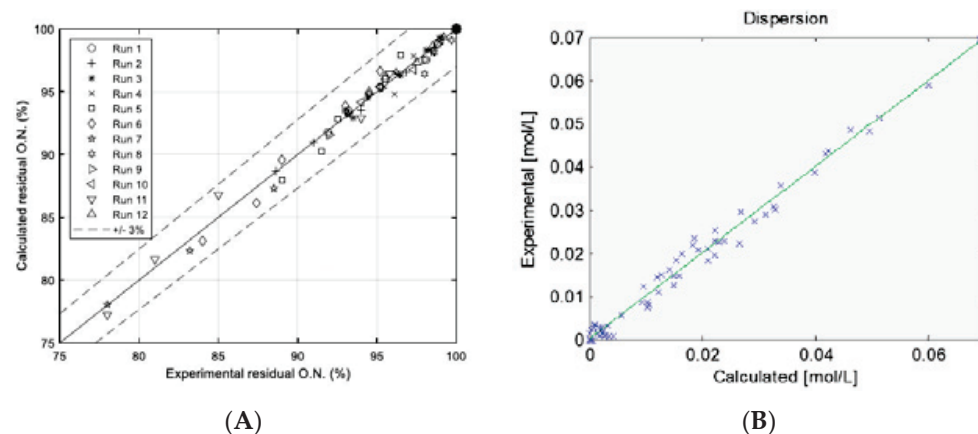 100
95
90
85
80
75
Calculated residual O.N. (%)
Run 1
Run 2
Run 3
Run 4
Run 5
Run 6
Run 7
Run 8
Run 9
Run 10
Run 11
Run 12
+/- 3%
75 80 85 90 95 100
Experimental residual O.N. (%)
(A)
Dispersion
0.07
0.06
0.05
0.04
0.03
0.02
0.01
0
Experimental [mol/L]
0 0.02 0.04 0.06
Calculated [mol/L]
(B)